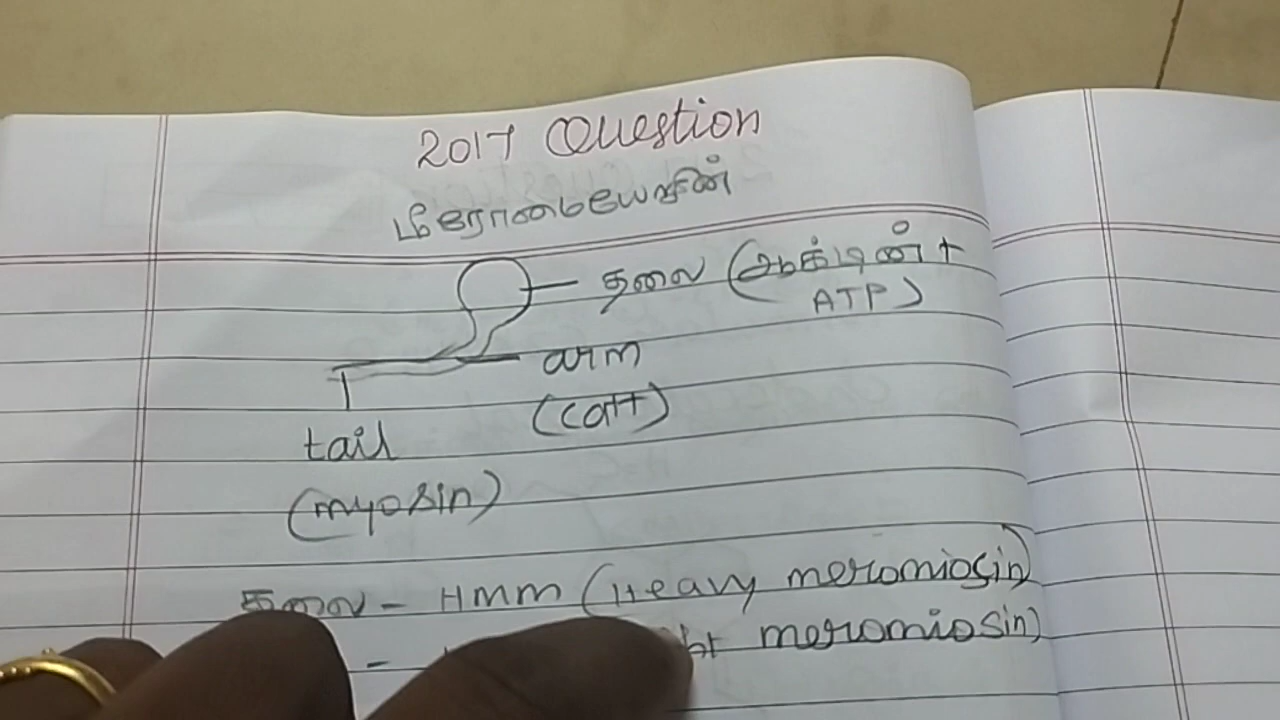 2017 Question
மீரோமையோசின்
தலை (ஆக்டின் +
ATP)
arm
(Ca++)
tail
(myosin)
தலை - HMM (Heavy meromiosin)
- meromiosin)